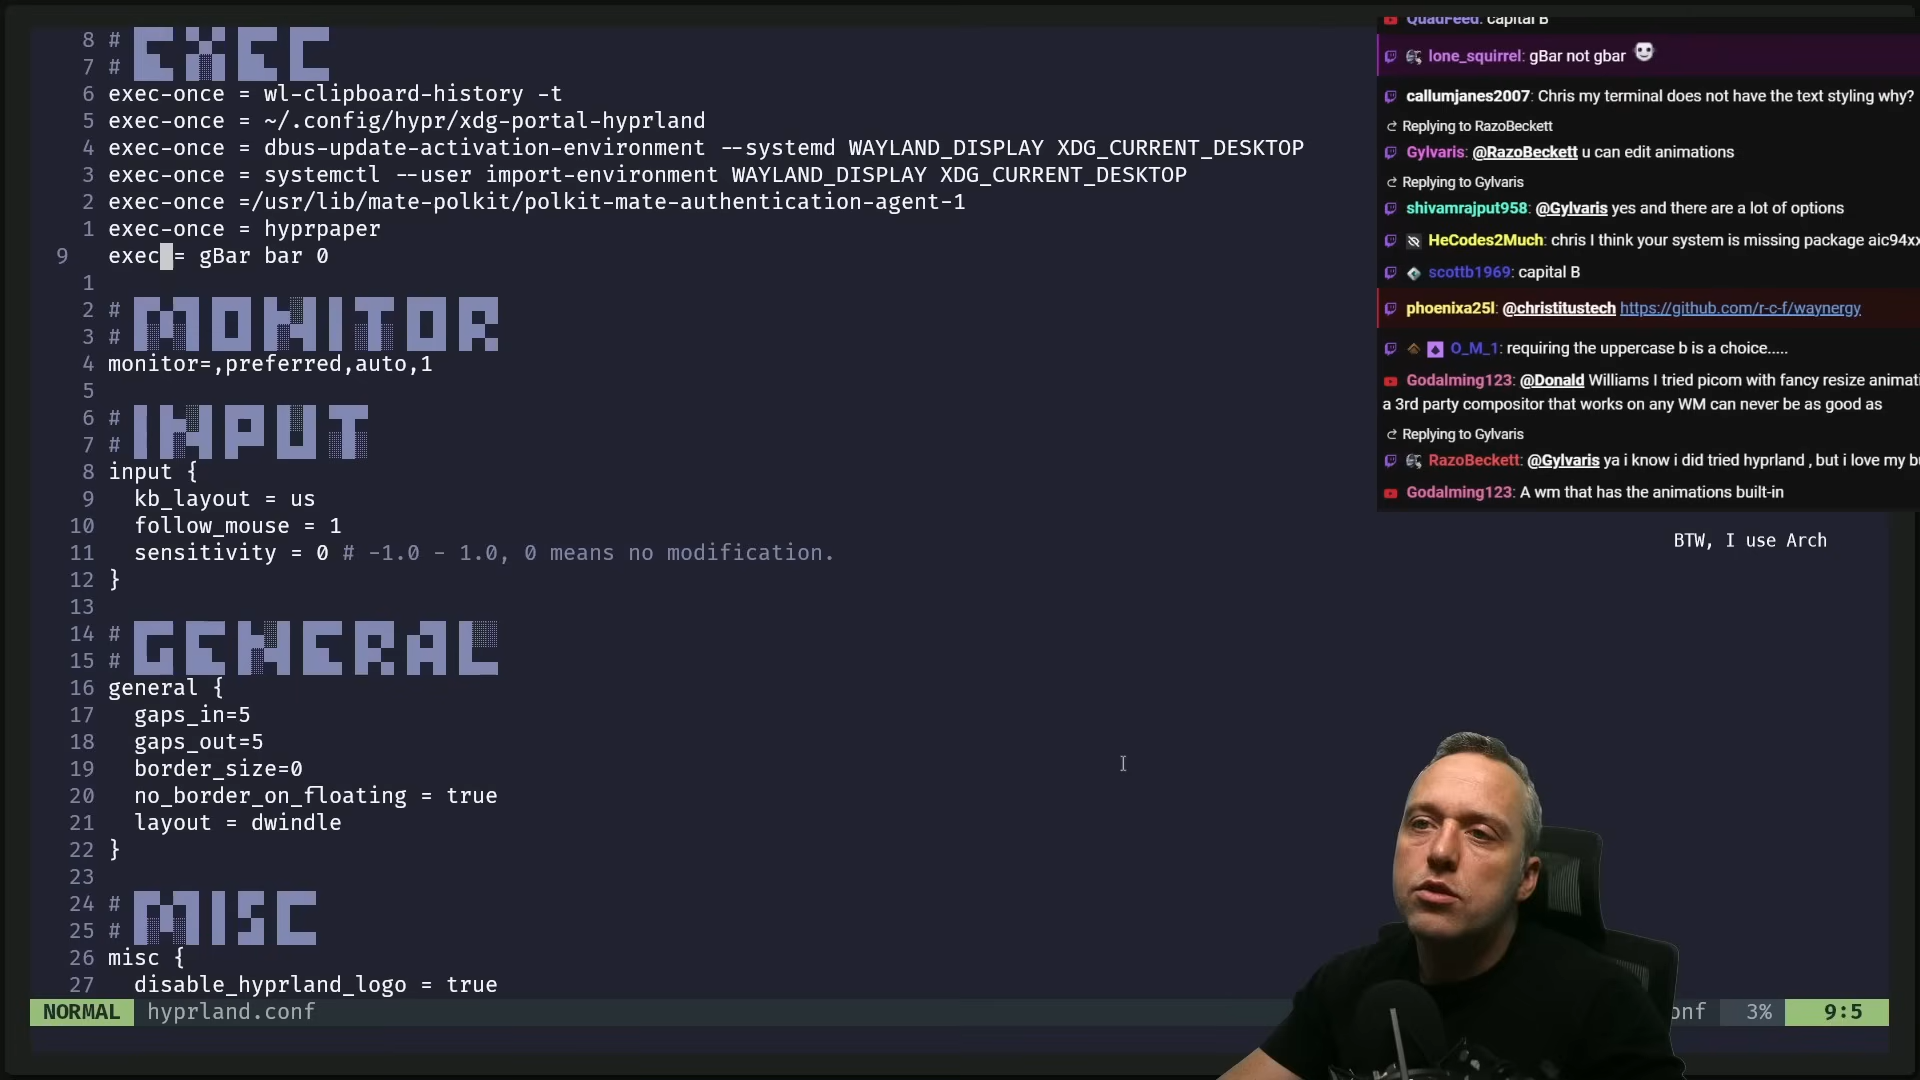 8 # EXEC
7 #
6 exec-once = wl-clipboard-history -t
5 exec-once = ~/.config/hypr/xdg-portal-hyprland
4 exec-once = dbus-update-activation-environment --systemd WAYLAND_DISPLAY XDG_CURRENT_DESKTOP
3 exec-once = systemctl --user import-environment WAYLAND_DISPLAY XDG_CURRENT_DESKTOP
2 exec-once =/usr/lib/mate-polkit/polkit-mate-authentication-agent-1
1 exec-once = hyprpaper
9 exec = gBar bar 0
1
2 # MONITOR
3 #
4 monitor=,preferred,auto,1
5
6 # INPUT
7 #
8 input {
9 kb_layout = us
10 follow_mouse = 1
11 sensitivity = 0 # -1.0 - 1.0, 0 means no modification.
12 }
13
14 # GENERAL
15 #
16 general {
17 gaps_in=5
18 gaps_out=5
19 border_size=0
20 no_border_on_floating = true
21 layout = dwindle
22 }
23
24 # MISC
25 #
26 misc {
27 disable_hyprland_logo = true
NORMAL hyprland.conf
onf 3% 9:5
QuadFeed: capital B
lone_squirrel: gBar not gbar
callumjanes2007: Chris my terminal does not have the text styling why?
Replying to RazoBeckett
Gylvaris: @RazoBeckett u can edit animations
Replying to Gylvaris
shivamrajput958: @Gylvaris yes and there are a lot of options
HeCodes2Much: chris I think your system is missing package aic94xx
scottb1969: capital B
phoenixa25l: @christitustech https://github.com/r-c-f/waynergy
O_M_1: requiring the uppercase b is a choice.....
Godalming123: @Donald Williams I tried picom with fancy resize animati
a 3rd party compositor that works on any WM can never be as good as
Replying to Gylvaris
RazoBeckett: @Gylvaris ya i know i did tried hyprland , but i love my b
Godalming123: A wm that has the animations built-in
BTW, I use Arch